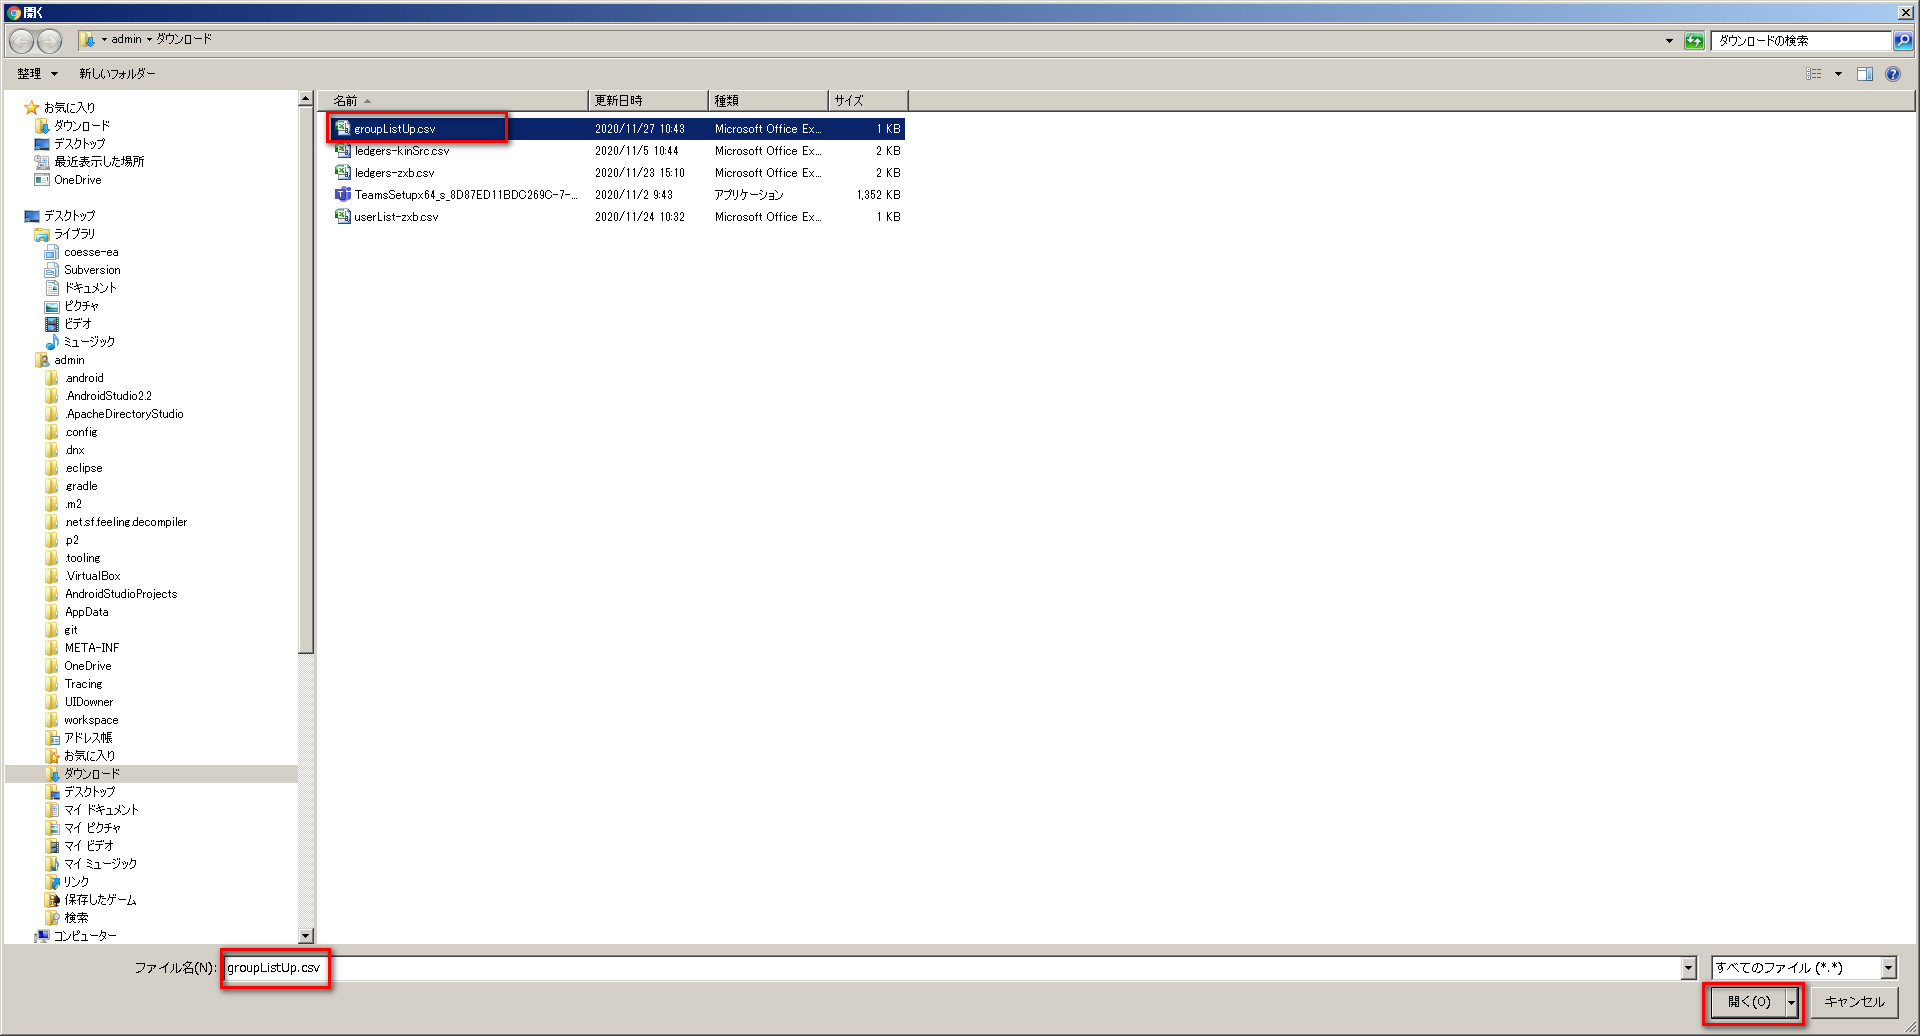 開く
admin ダウンロード ダウンロードの検索
整理 新しいフォルダー
お気に入り
ダウンロード
デスクトップ
最近表示した場所
OneDrive
デスクトップ
ライブラリ
coesse-ea
Subversion
ドキュメント
ピクチャ
ビデオ
ミュージック
admin
.android
.AndroidStudio2.2
.ApacheDirectoryStudio
.config
.dnx
.eclipse
.gradle
.m2
.net.sf.feeling.decompiler
.p2
.tooling
.VirtualBox
AndroidStudioProjects
AppData
git
META-INF
OneDrive
Tracing
UIDowner
workspace
アドレス帳
お気に入り
ダウンロード
デスクトップ
マイ ドキュメント
マイ ピクチャ
マイ ビデオ
マイ ミュージック
リンク
保存したゲーム
検索
コンピューター
名前 更新日時 種類 サイズ
groupListUp.csv 2020/11/27 10:43 Microsoft Office Ex... 1 KB
ledgers-kinSrc.csv 2020/11/5 10:44 Microsoft Office Ex... 2 KB
ledgers-zxb.csv 2020/11/23 15:10 Microsoft Office Ex... 2 KB
TeamsSetupx64_s_8D87ED11BDC269C-7-... 2020/11/2 9:43 アプリケーション 1,352 KB
userList-zxb.csv 2020/11/24 10:32 Microsoft Office Ex... 1 KB
ファイル名(N): groupListUp.csv すべてのファイル (*.*)
開く(O) キャンセル